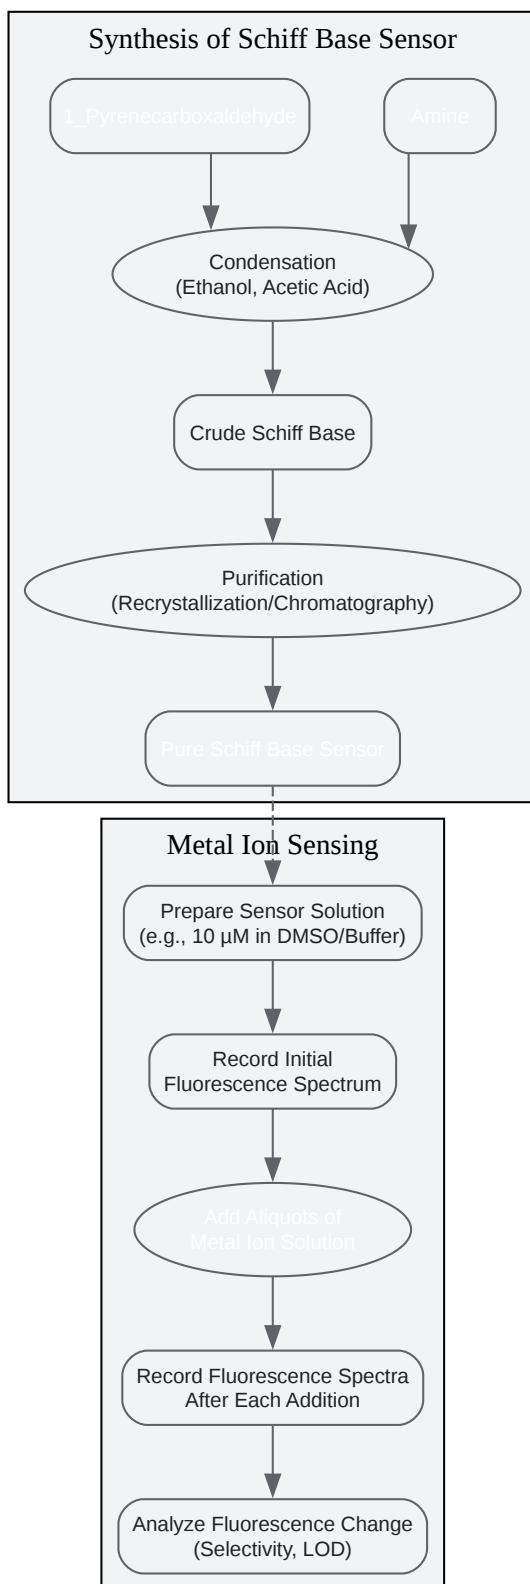 Synthesis of Schiff Base Sensor
1_Pyrenecarboxaldehyde
Amine
Condensation
(Ethanol, Acetic Acid)
Crude Schiff Base
Purification
(Recrystallization/Chromatography)
Pure Schiff Base Sensor
Metal Ion Sensing
Prepare Sensor Solution
(e.g., 10 µM in DMSO/Buffer)
Record Initial
Fluorescence Spectrum
Add Aliquots of
Metal Ion Solution
Record Fluorescence Spectra
After Each Addition
Analyze Fluorescence Change
(Selectivity, LOD)